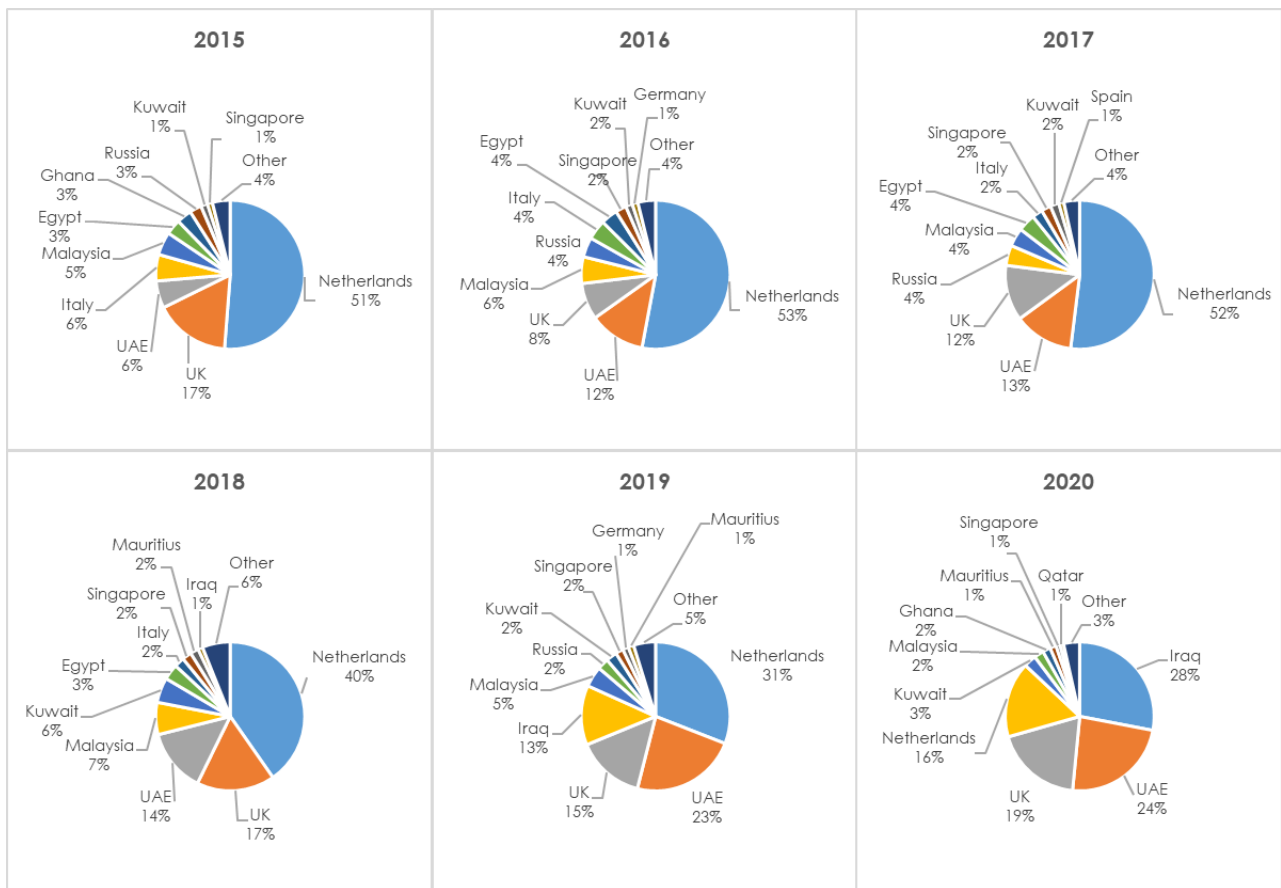 2015
Kuwait
1%
Singapore
1%
Russia
3%
Other
4%
Ghana
3%
Egypt
3%
Malaysia
5%
Italy
6%
UAE
6%
UK
17%
Netherlands
51%
2016
Kuwait
2%
Germany
1%
Egypt
4%
Singapore
2%
Other
4%
Italy
4%
Russia
4%
Malaysia
6%
UK
8%
UAE
12%
Netherlands
53%
2017
Kuwait
2%
Spain
1%
Singapore
2%
Italy
2%
Other
4%
Egypt
4%
Malaysia
4%
Russia
4%
UK
12%
UAE
13%
Netherlands
52%
2018
Mauritius
2%
Iraq
1%
Other
6%
Singapore
2%
Italy
2%
Egypt
3%
Kuwait
6%
Malaysia
7%
UAE
14%
UK
17%
Netherlands
40%
2019
Germany
1%
Mauritius
1%
Singapore
2%
Other
5%
Kuwait
2%
Russia
2%
Malaysia
5%
Iraq
13%
UK
15%
UAE
23%
Netherlands
31%
2020
Singapore
1%
Mauritius
1%
Qatar
1%
Other
3%
Ghana
2%
Malaysia
2%
Kuwait
3%
Netherlands
16%
UK
19%
UAE
24%
Iraq
28%